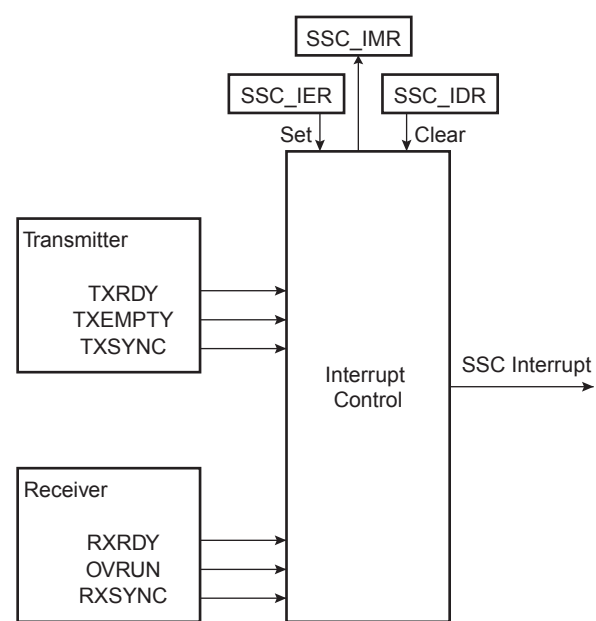 SSC_IMR
SSC_IER
SSC_IDR
Set
Clear
Transmitter
TXRDY
TXEMPTY
TXSYNC
Interrupt
Control
SSC Interrupt
Receiver
RXRDY
OVRUN
RXSYNC